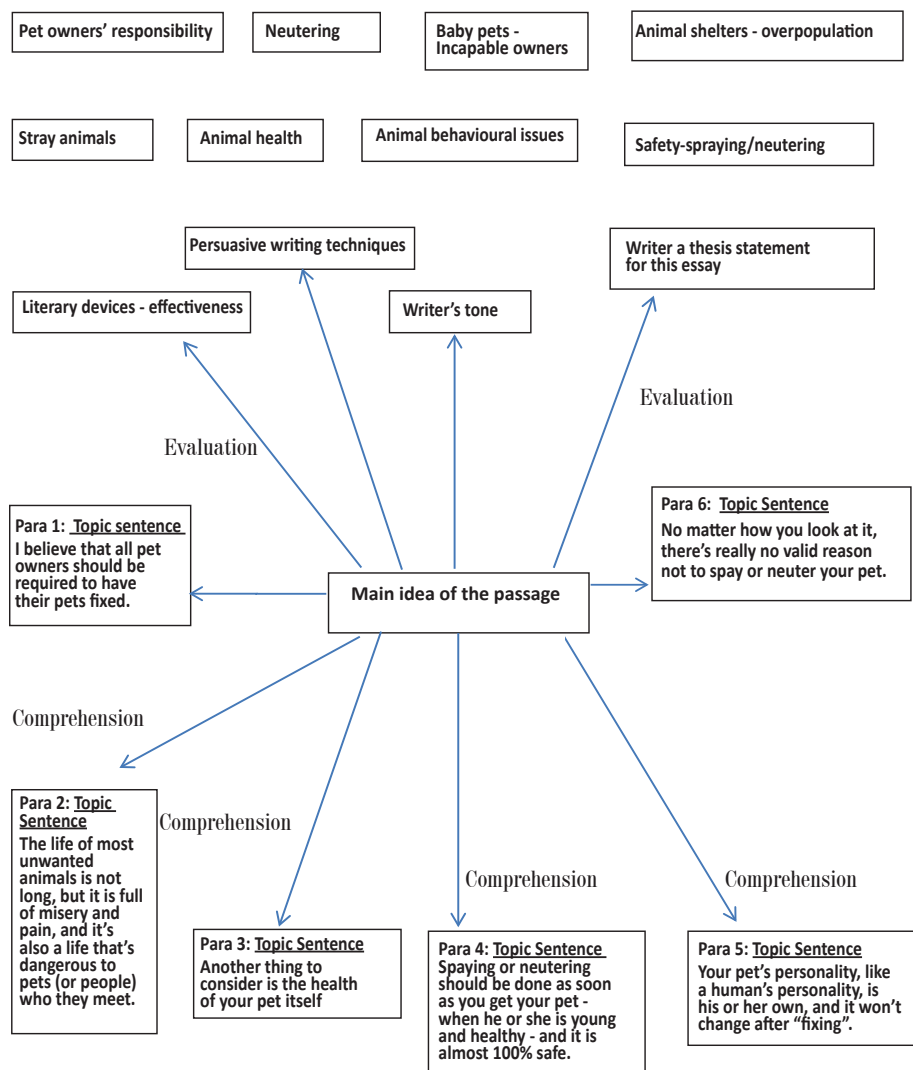 Pet owners’ responsibility
Neutering
Baby pets -
Incapable owners
Animal shelters - overpopulation
Stray animals
Animal health
Animal behavioural issues
Safety-spraying/neutering
Persuasive writing techniques
Writer a thesis statement
for this essay
Literary devices - effectiveness
Writer’s tone
Evaluation
Evaluation
Para 1: Topic sentence
I believe that all pet
owners should be
required to have
their pets fixed.
Main idea of the passage
Para 6: Topic Sentence
No matter how you look at it,
there’s really no valid reason
not to spay or neuter your pet.
Comprehension
Comprehension
Comprehension
Comprehension
Para 2: Topic
Sentence
The life of most
unwanted
animals is not
long, but it is full
of misery and
pain, and it’s
also a life that’s
dangerous to
pets (or people)
who they meet.
Para 3: Topic Sentence
Another thing to
consider is the health
of your pet itself
Para 4: Topic Sentence
Spaying or neutering
should be done as soon
as you get your pet -
when he or she is young
and healthy - and it is
almost 100% safe.
Para 5: Topic Sentence
Your pet’s personality, like
a human’s personality, is
his or her own, and it won’t
change after “fixing”.